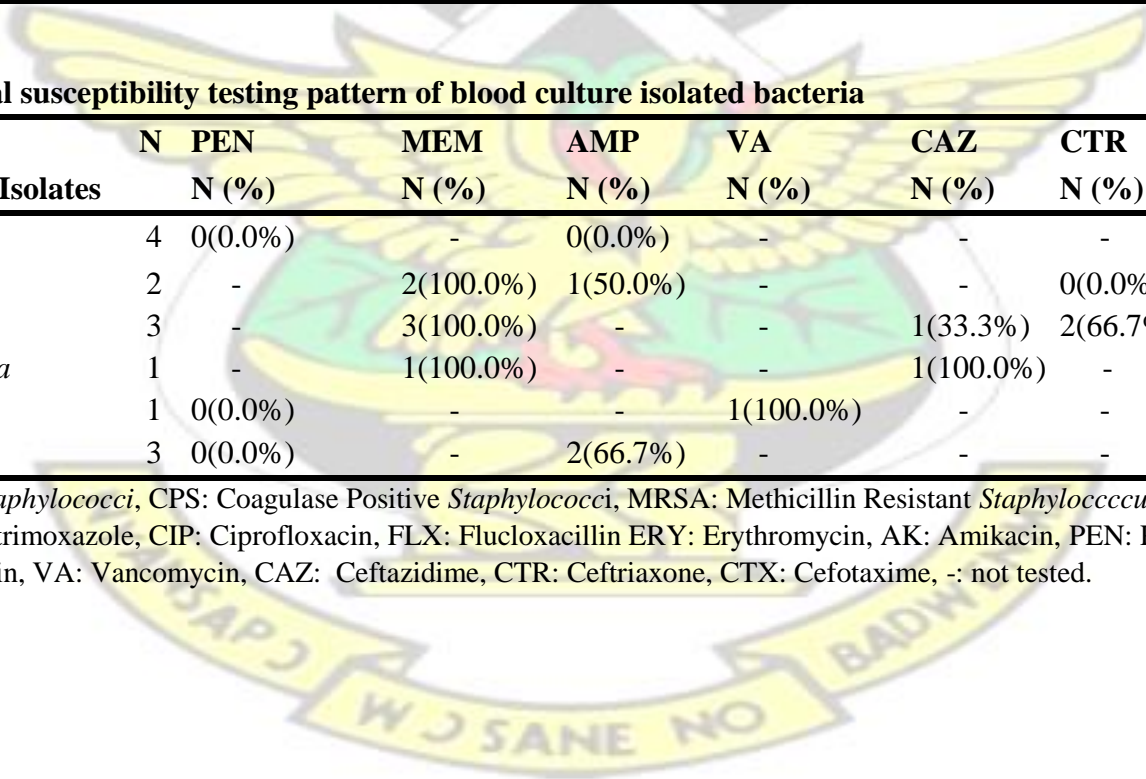 al susceptibility testing pattern of blood culture isolated bacteria
N PEN MEM AMP VA CAZ CTR
Isolates N (%) N (%) N (%) N (%) N (%) N (%)
4 0(0.0%) - 0(0.0%) - - -
2 - 2(100.0%) 1(50.0%) - - 0(0.0%
3 - 3(100.0%) - - 1(33.3%) 2(66.7%
a 1 - 1(100.0%) - - 1(100.0%) -
1 0(0.0%) - - 1(100.0%) - -
3 0(0.0%) - 2(66.7%) - - -
aphylococci, CPS: Coagulase Positive Staphylococci, MRSA: Methicillin Resistant Staphyloccccu
trimoxazole, CIP: Ciprofloxacin, FLX: Flucloxacillin ERY: Erythromycin, AK: Amikacin, PEN:
in, VA: Vancomycin, CAZ: Ceftazidime, CTR: Ceftriaxone, CTX: Cefotaxime, -: not tested.
W Ɔ SANE NO BADWENMA